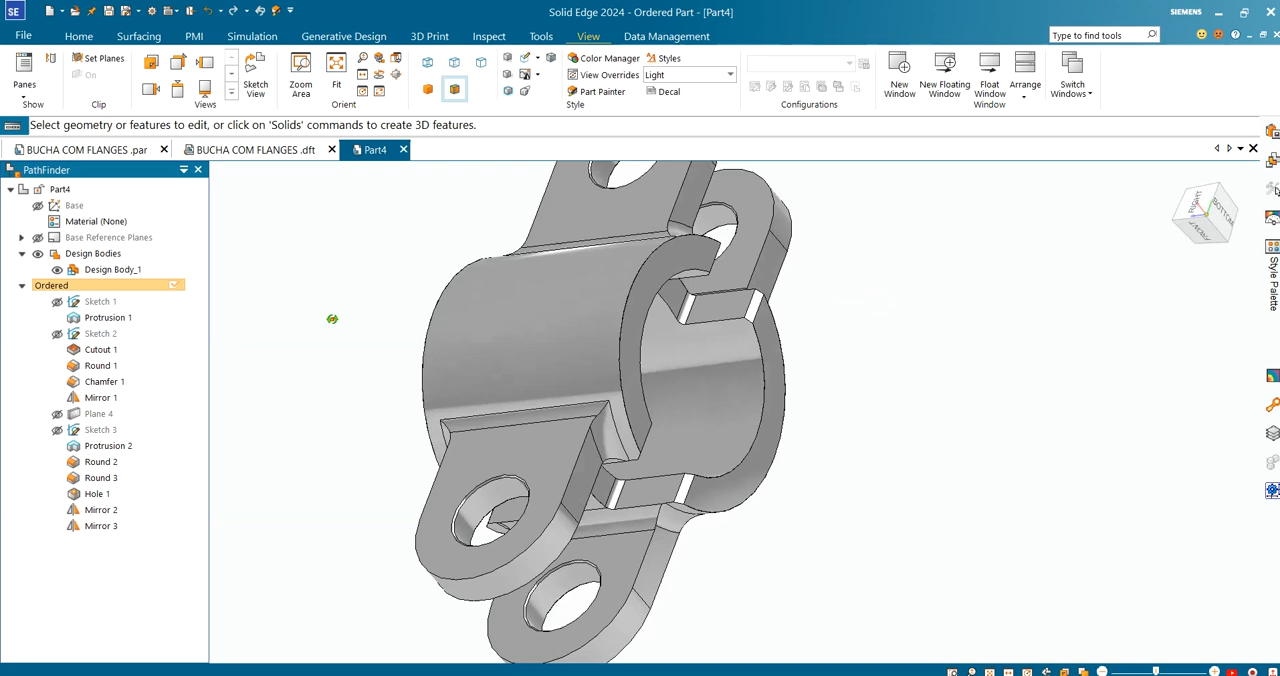 SE
Solid Edge 2024 - Ordered Part - [Part4]
SIEMENS
File Home Surfacing PMI Simulation Generative Design 3D Print Inspect Tools View Data Management
Type to find tools
Panes
Show
Set Planes
On
Clip
Views
Sketch View
Zoom Area
Fit
Orient
Color Manager Styles
View Overrides Light
Part Painter Decal
Style
Configurations
New Window
New Floating Window
Float Window
Arrange
Window
Switch Windows
Select geometry or features to edit, or click on 'Solids' commands to create 3D features.
BUCHA COM FLANGES .par BUCHA COM FLANGES .dft Part4
PathFinder
Part4
Base
Material (None)
Base Reference Planes
Design Bodies
Design Body_1
Ordered
Sketch 1
Protrusion 1
Sketch 2
Cutout 1
Round 1
Chamfer 1
Mirror 1
Plane 4
Sketch 3
Protrusion 2
Round 2
Round 3
Hole 1
Mirror 2
Mirror 3
RIGHT
BOTTOM
FRONT
Style Palette